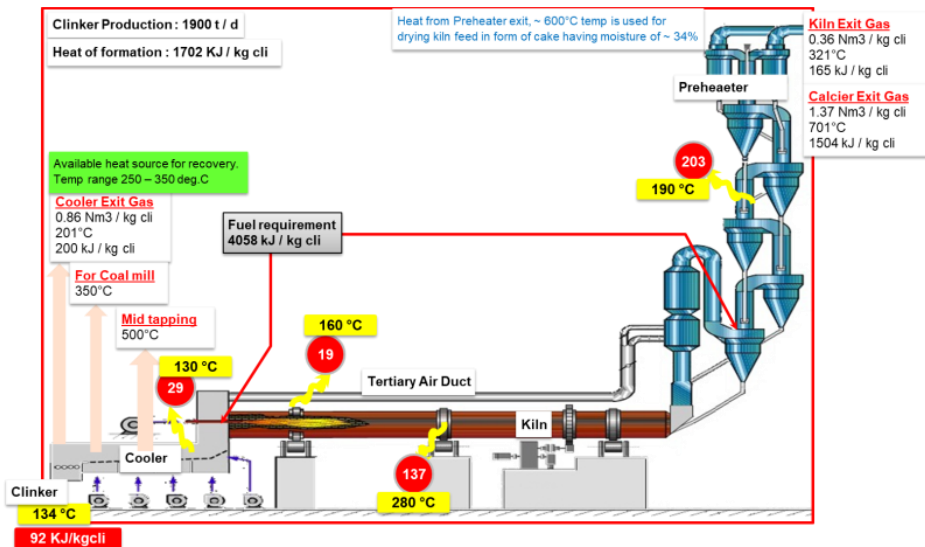 Clinker Production : 1900 t / d
Heat of formation : 1702 KJ / kg cli
Heat from Preheater exit, ~ 600°C temp is used for
drying kiln feed in form of cake having moisture of ~ 34%
Kiln Exit Gas
0.36 Nm3 / kg cli
321°C
165 kJ / kg cli
Calcier Exit Gas
1.37 Nm3 / kg cli
701°C
1504 kJ / kg cli
Preheaeter
203
190 °C
Available heat source for recovery.
Temp range 250 – 350 deg.C
Cooler Exit Gas
0.86 Nm3 / kg cli
201°C
200 kJ / kg cli
Fuel requirement
4058 kJ / kg cli
For Coal mill
350°C
Mid tapping
500°C
160 °C
19
130 °C
29
Tertiary Air Duct
Kiln
Cooler
137
280 °C
Clinker
134 °C
92 KJ/kgcli